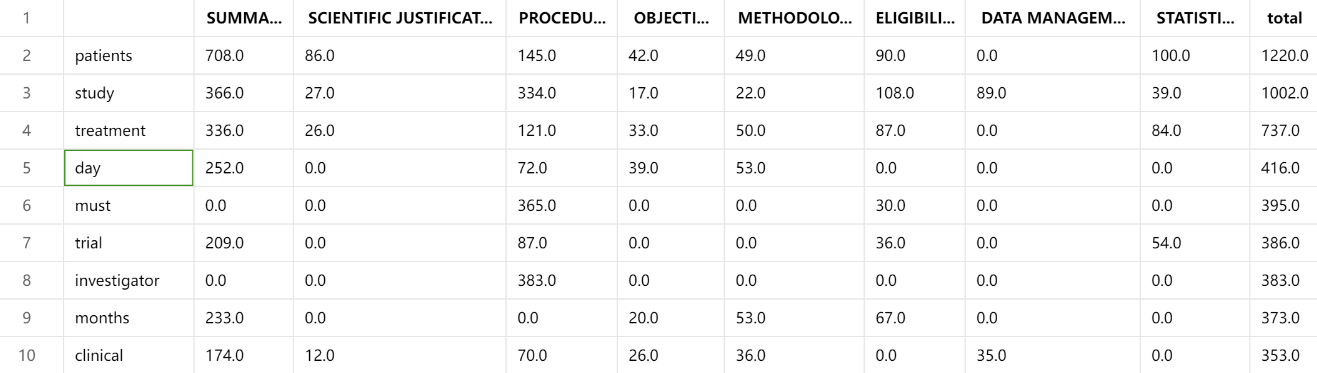 1 SUMMA... SCIENTIFIC JUSTIFICAT... PROCEDU... OBJECTI... METHODOLO... ELIGIBILI... DATA MANAGEM... STATISTI... total
2 patients 708.0 86.0 145.0 42.0 49.0 90.0 0.0 100.0 1220.0
3 study 366.0 27.0 334.0 17.0 22.0 108.0 89.0 39.0 1002.0
4 treatment 336.0 26.0 121.0 33.0 50.0 87.0 0.0 84.0 737.0
5 day 252.0 0.0 72.0 39.0 53.0 0.0 0.0 0.0 416.0
6 must 0.0 0.0 365.0 0.0 0.0 30.0 0.0 0.0 395.0
7 trial 209.0 0.0 87.0 0.0 0.0 36.0 0.0 54.0 386.0
8 investigator 0.0 0.0 383.0 0.0 0.0 0.0 0.0 0.0 383.0
9 months 233.0 0.0 0.0 20.0 53.0 67.0 0.0 0.0 373.0
10 clinical 174.0 12.0 70.0 26.0 36.0 0.0 35.0 0.0 353.0